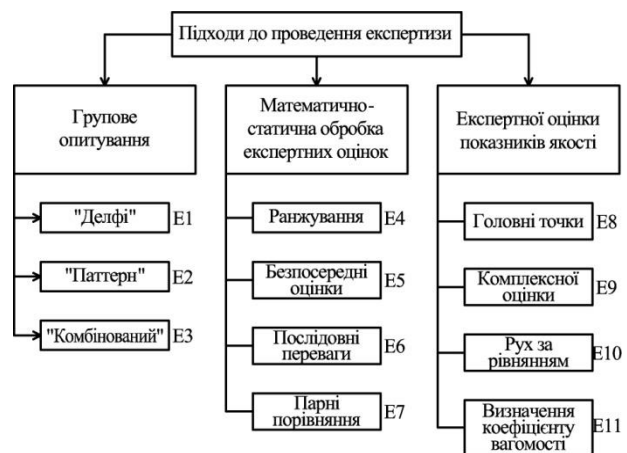 Підходи до проведення експертизи
Групове
опитування
"Делфі" E1
"Паттерн" E2
"Комбінований" E3
Математично-
статична обробка
експертних оцінок
Ранжування E4
Безпосередні
оцінки E5
Послідовні
переваги E6
Парні
порівняння E7
Експертної оцінки
показників якості
Головні точки E8
Комплексної
оцінки E9
Рух за
рівнянням E10
Визначення
коефіцієнту
вагомості E11